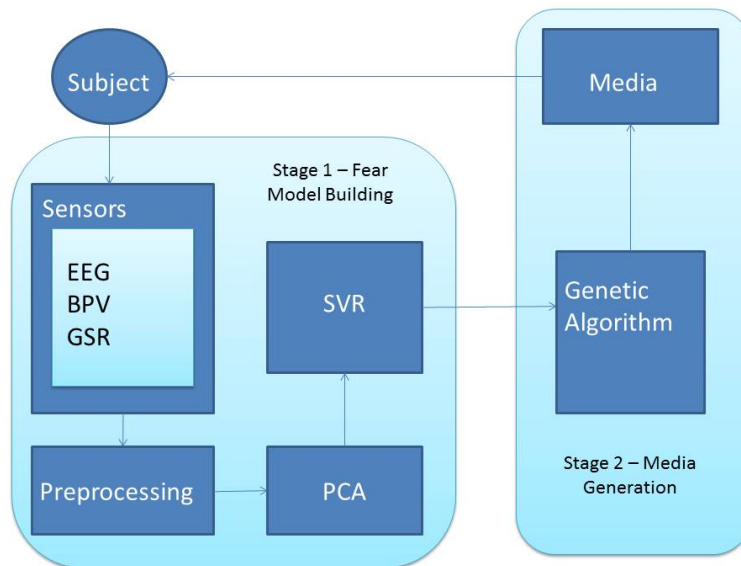 Subject
Media
Stage 1 – Fear
Model Building
Sensors
EEG
BPV
GSR
SVR
Genetic
Algorithm
Preprocessing
PCA
Stage 2 – Media
Generation